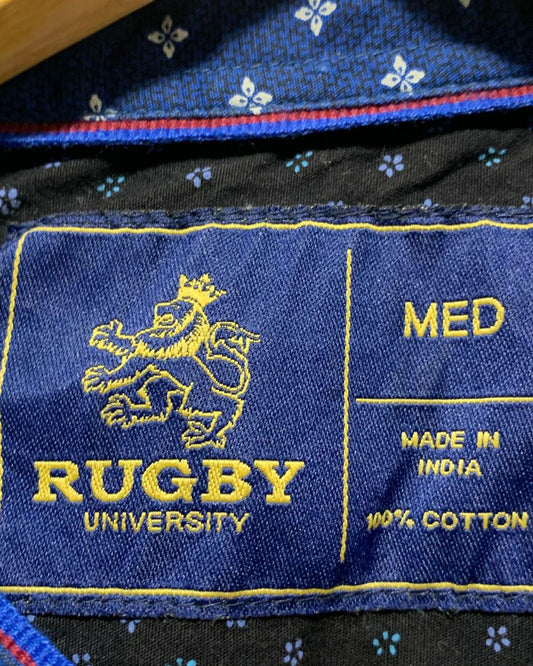 RUGBY
UNIVERSITY
MED
MADE IN
INDIA
100% COTTON